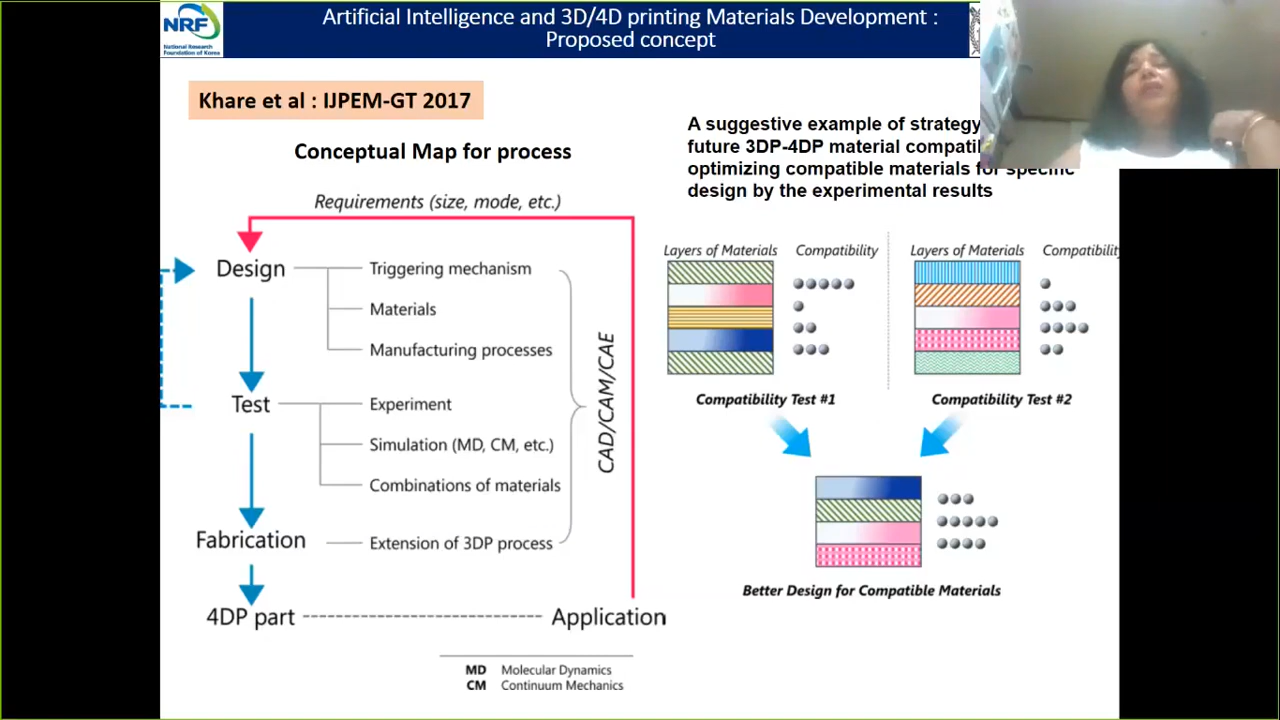 NRF
National Research
Foundation of Korea
Artificial Intelligence and 3D/4D printing Materials Development :
Proposed concept
Khare et al : IJPEM-GT 2017
Conceptual Map for process
Requirements (size, mode, etc.)
Design
Triggering mechanism
Materials
Manufacturing processes
Test
Experiment
Simulation (MD, CM, etc.)
Combinations of materials
Fabrication
Extension of 3DP process
CAD/CAM/CAE
4DP part
Application
MD Molecular Dynamics
CM Continuum Mechanics
A suggestive example of strategy
future 3DP-4DP material
optimizing compatible materials for specific
design by the experimental results
Layers of Materials Compatibility
Layers of Materials
Compatibility Test #1
Compatibility Test #2
Better Design for Compatible Materials